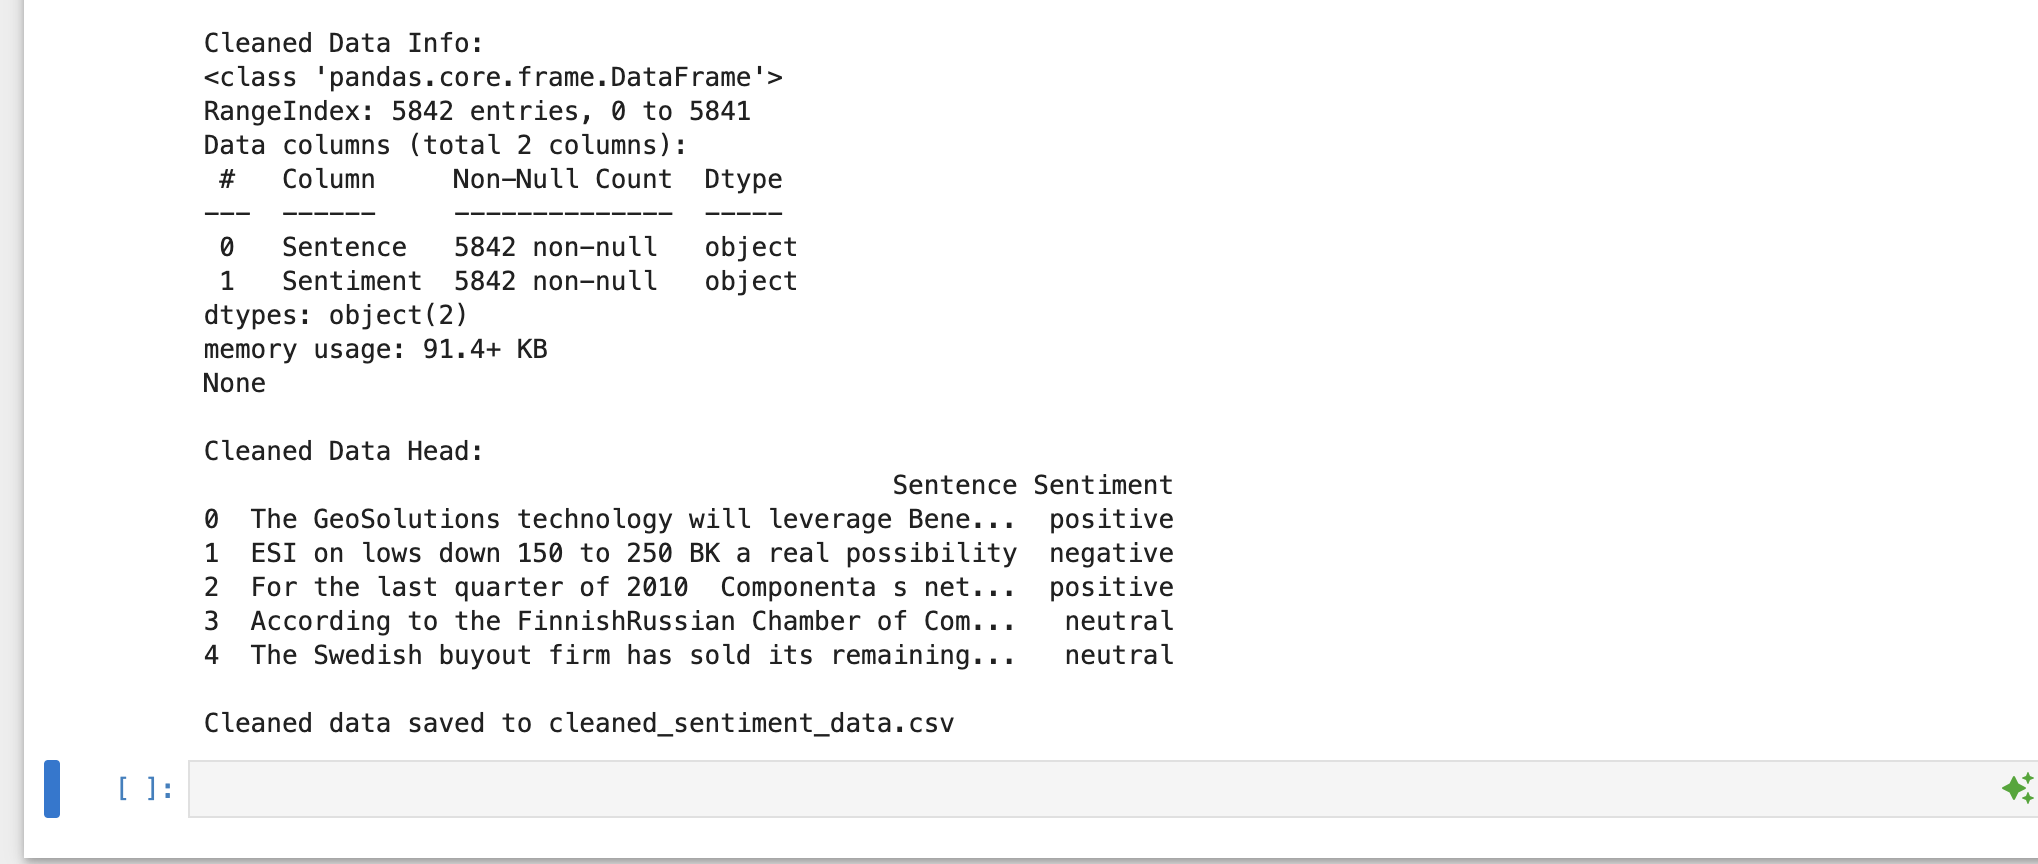 Cleaned Data Info:
<class 'pandas.core.frame.DataFrame'>
RangeIndex: 5842 entries, 0 to 5841
Data columns (total 2 columns):
 #   Column     Non-Null Count  Dtype
---  ------     --------------  -----
 0   Sentence   5842 non-null   object
 1   Sentiment  5842 non-null   object
dtypes: object(2)
memory usage: 91.4+ KB
None

Cleaned Data Head:
                                            Sentence Sentiment
0  The GeoSolutions technology will leverage Bene...  positive
1  ESI on lows down 150 to 250 BK a real possibility  negative
2  For the last quarter of 2010  Componenta s net...  positive
3  According to the FinnishRussian Chamber of Com...   neutral
4  The Swedish buyout firm has sold its remaining...   neutral

Cleaned data saved to cleaned_sentiment_data.csv
[ ]: